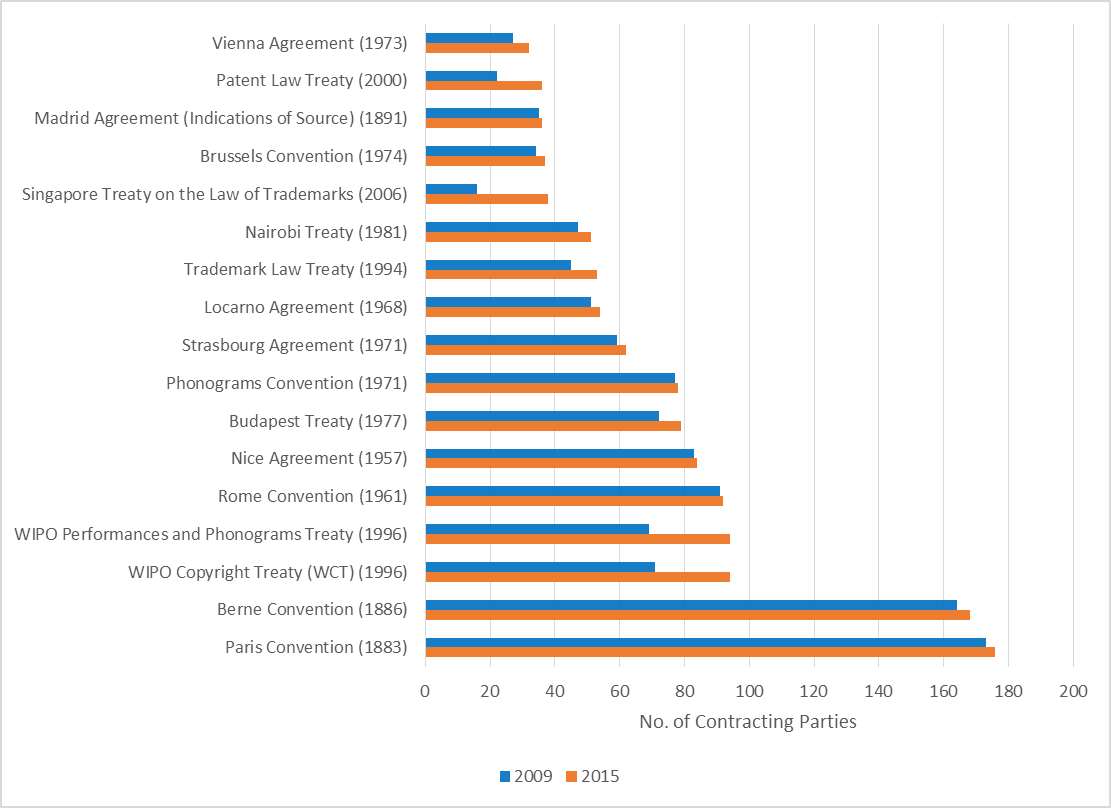 Vienna Agreement (1973)
Patent Law Treaty (2000)
Madrid Agreement (Indications of Source) (1891)
Brussels Convention (1974)
Singapore Treaty on the Law of Trademarks (2006)
Nairobi Treaty (1981)
Trademark Law Treaty (1994)
Locarno Agreement (1968)
Strasbourg Agreement (1971)
Phonograms Convention (1971)
Budapest Treaty (1977)
Nice Agreement (1957)
Rome Convention (1961)
WIPO Performances and Phonograms Treaty (1996)
WIPO Copyright Treaty (WCT) (1996)
Berne Convention (1886)
Paris Convention (1883)
0 20 40 60 80 100 120 140 160 180 200
No. of Contracting Parties
2009 2015